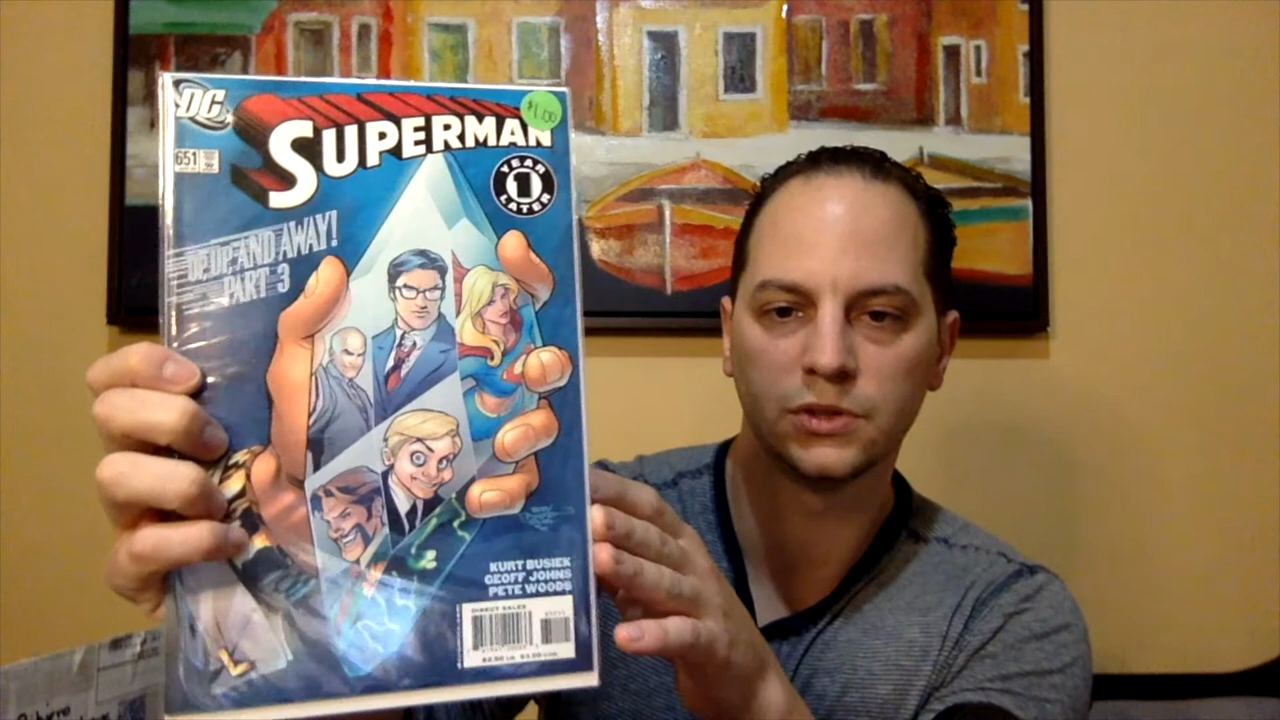 DC
SUPERMAN
$1.00
651
YEAR
1
LATER
UP, UP, AND AWAY!
PART 3
KURT BUSIEK
GEOFF JOHNS
PETE WOODS
DIRECT SALES